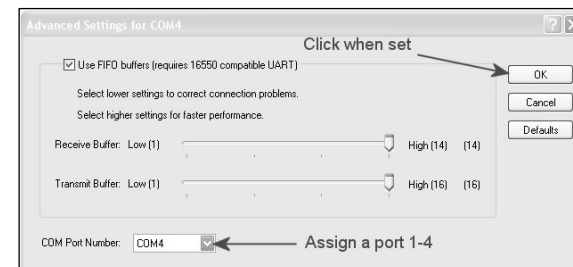 Advanced Settings for COM4
Click when set
Use FIFO buffers (requires 16550 compatible UART)
OK
Select lower settings to correct connection problems.
Cancel
Select higher settings for faster performance.
Defaults
Receive Buffer: Low (1) High (14) (14)
Transmit Buffer: Low (1) High (16) (16)
COM Port Number: COM4 Assign a port 1-4